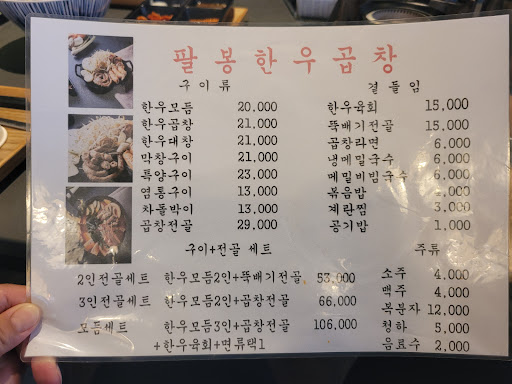 팔봉한우곱창
구이류
한우모듬 20,000
한우곱창 21,000
한우대창 21,000
막창구이 21,000
특양구이 23,000
염통구이 13,000
차돌박이 13,000
곱창전골 29,000
곁들임
한우육회 15,000
뚝배기전골 15,000
곱창라면 6,000
냉메밀국수 6,000
메밀비빔국수 6,000
볶음밥 ,000
계란찜 3,000
공기밥 1,000
구이+전골 세트
2인전골세트 한우모듬2인+뚝배기전골 53,000
3인전골세트 한우모듬2인+곱창전골 66,000
모듬세트 한우모듬3인+곱창전골 106,000
+한우육회+면류택1
주류
소주 4,000
맥주 4,000
복분자 12,000
청하 5,000
음료수 2,000